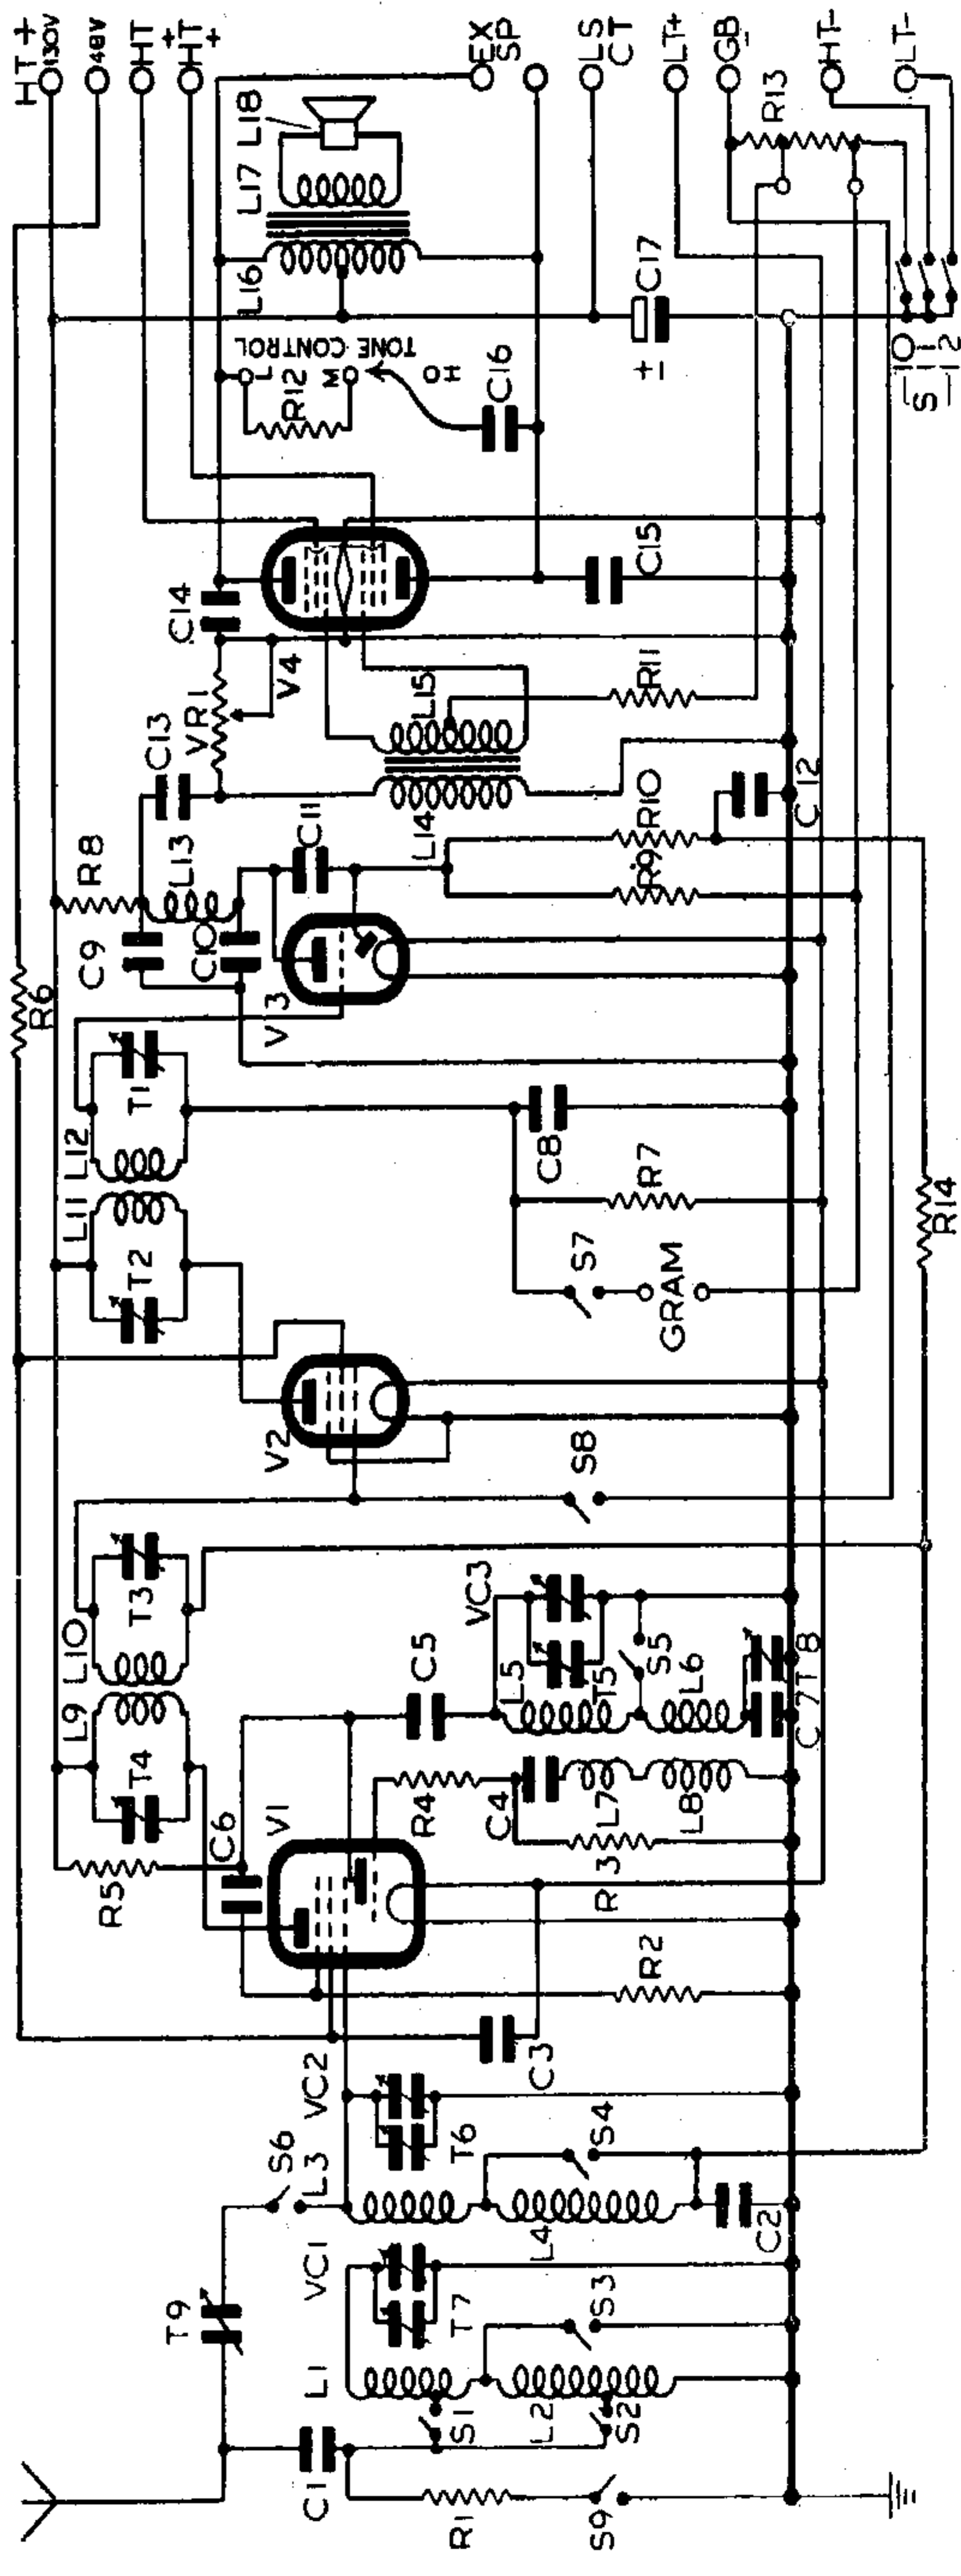 T9
C1
R1
S9
L1
S1
L2
S2
VC1
T7
S3
S6
L3
L4
T6
S4
C2
VC2
C3
R2
R5
C6
V1
R3
T4
L9
L10
T3
R4
C4
L7
L8
C5
L5
T5
VC3
S5
L6
C7
T8
V2
S8
T2
L11
L12
T1
S7
GRAM
R7
C8
R6
C9
C10
V3
R8
L13
C11
C13
L14
R9
R10
C12
R14
VR1
C14
V4
L15
R11
C15
C16
TONE CONTROL
L
M
HO
R12
L16
L17
L18
C17
+
-
S
10
11
12
R13
HT+
130V
48V
HT+
HT+
EX
SP
LS
CT
LT+
GB
HT-
LT-